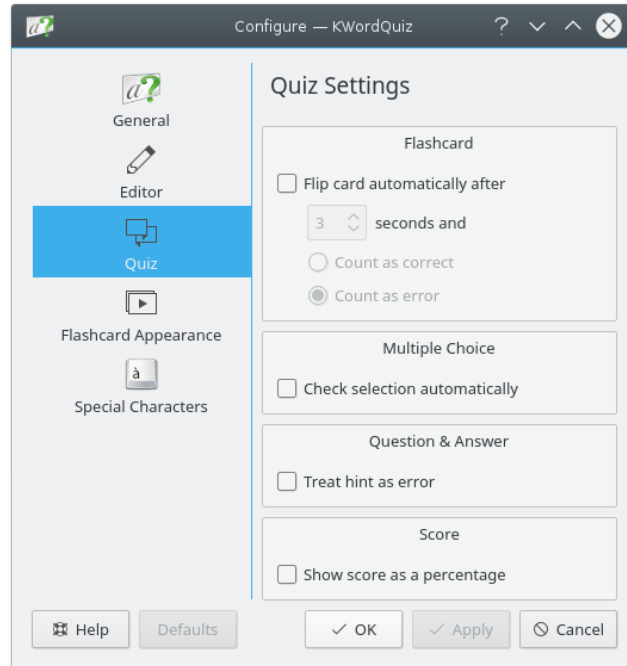 Configure — KWordQuiz
General
Editor
Quiz
Flashcard Appearance
Special Characters
Quiz Settings
Flashcard
Flip card automatically after
3 seconds and
Count as correct
Count as error
Multiple Choice
Check selection automatically
Question & Answer
Treat hint as error
Score
Show score as a percentage
Help Defaults OK Apply Cancel